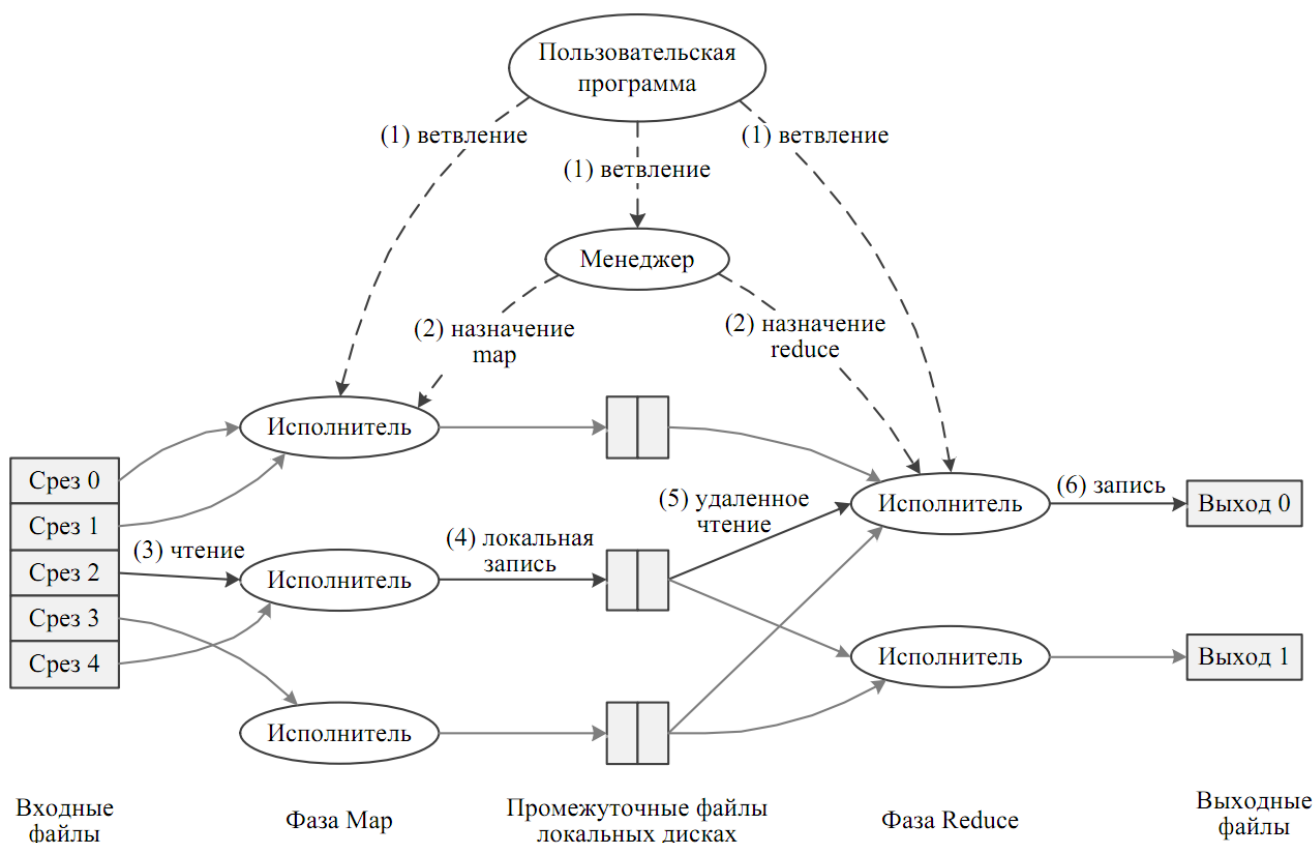 Пользовательская
программа
(1) ветвление
(1) ветвление
(1) ветвление
Менеджер
(2) назначение
map
(2) назначение
reduce
Исполнитель
Срез 0
Срез 1
Срез 2
Срез 3
Срез 4
(3) чтение
Исполнитель
(4) локальная
запись
(5) удаленное
чтение
Исполнитель
(6) запись
Выход 0
Исполнитель
Выход 1
Исполнитель
Входные
файлы
Фаза Map
Промежуточные файлы
локальных дисках
Фаза Reduce
Выходные
файлы